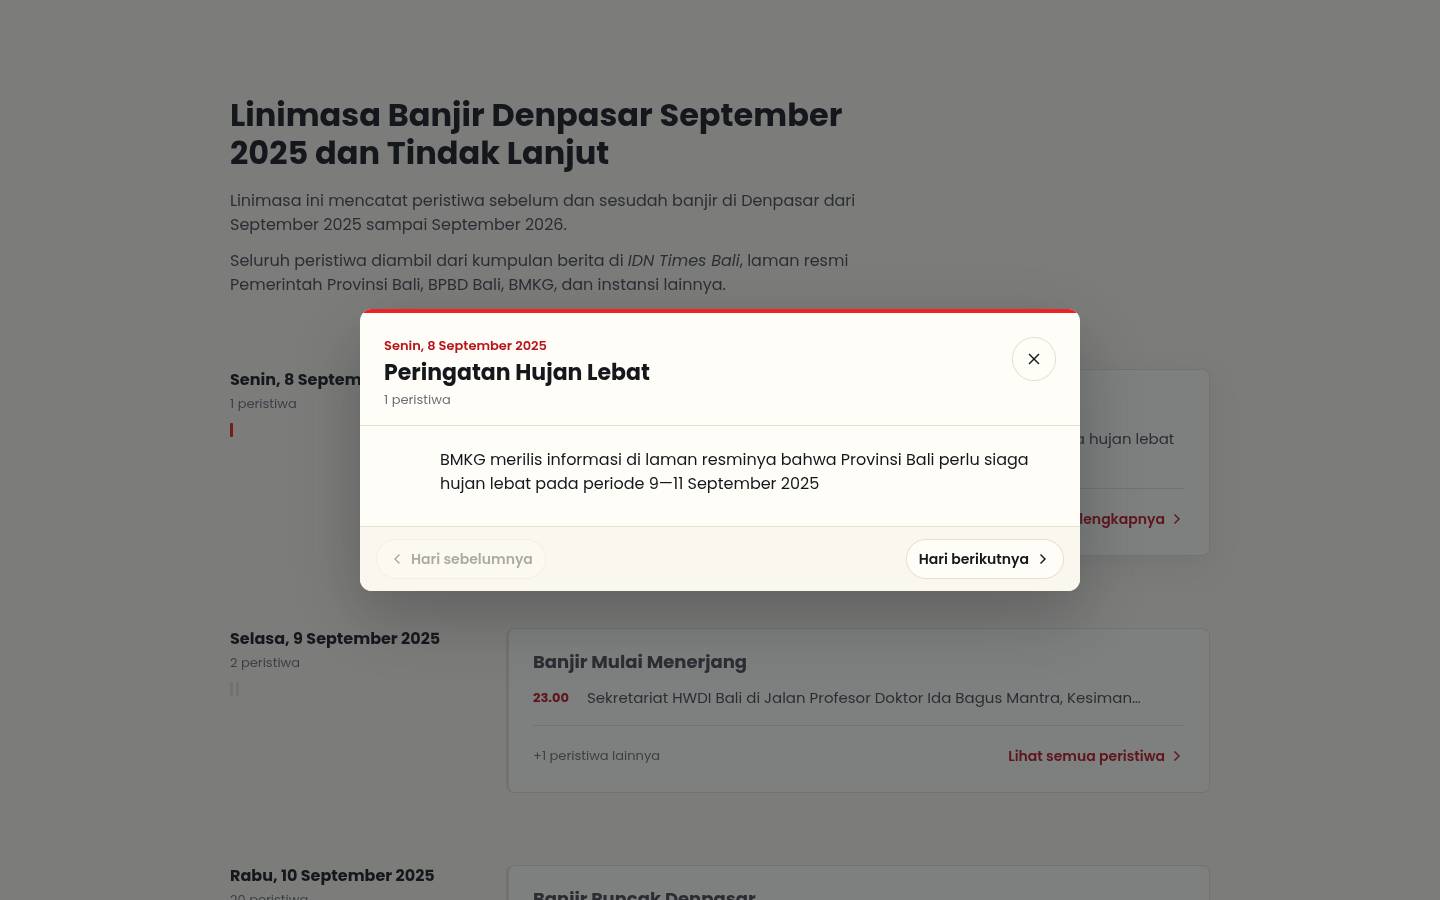 Linimasa Banjir Denpasar September
2025 dan Tindak Lanjut
Linimasa ini mencatat peristiwa sebelum dan sesudah banjir di Denpasar dari
September 2025 sampai September 2026.
Seluruh peristiwa diambil dari kumpulan berita di IDN Times Bali, laman resmi
Pemerintah Provinsi Bali, BPBD Bali, BMKG, dan instansi lainnya.
Senin, 8 Septem
1 peristiwa
Senin, 8 September 2025
Peringatan Hujan Lebat
1 peristiwa
BMKG merilis informasi di laman resminya bahwa Provinsi Bali perlu siaga
hujan lebat pada periode 9—11 September 2025
Hari sebelumnya
Hari berikutnya
hujan lebat
lengkapnya
Selasa, 9 September 2025
2 peristiwa
Banjir Mulai Menerjang
23.00 Sekretariat HWDI Bali di Jalan Profesor Doktor Ida Bagus Mantra, Kesiman…
+1 peristiwa lainnya
Lihat semua peristiwa
Rabu, 10 September 2025
20 peristiwa
Banjir Puncak Denpasar